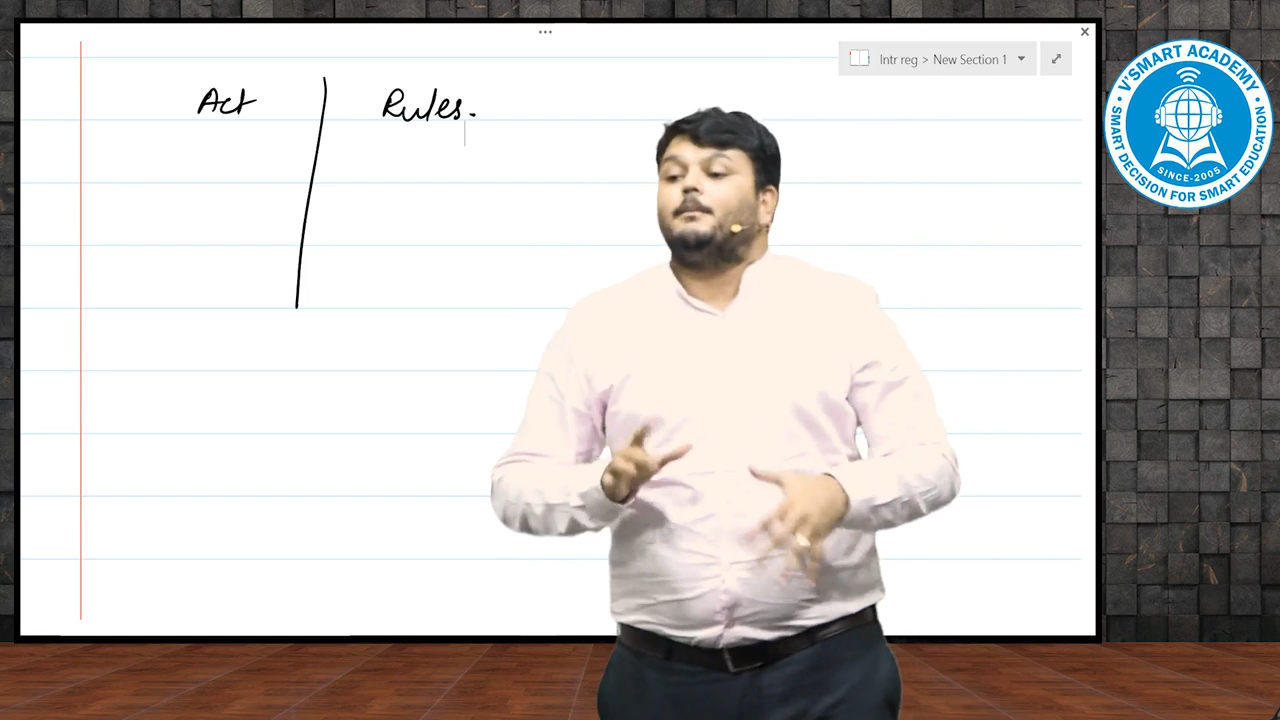 ...
Intr reg > New Section 1
Act
Rules.
V'SMART ACADEMY
SINCE-2005
SMART DECISION FOR SMART EDUCATION